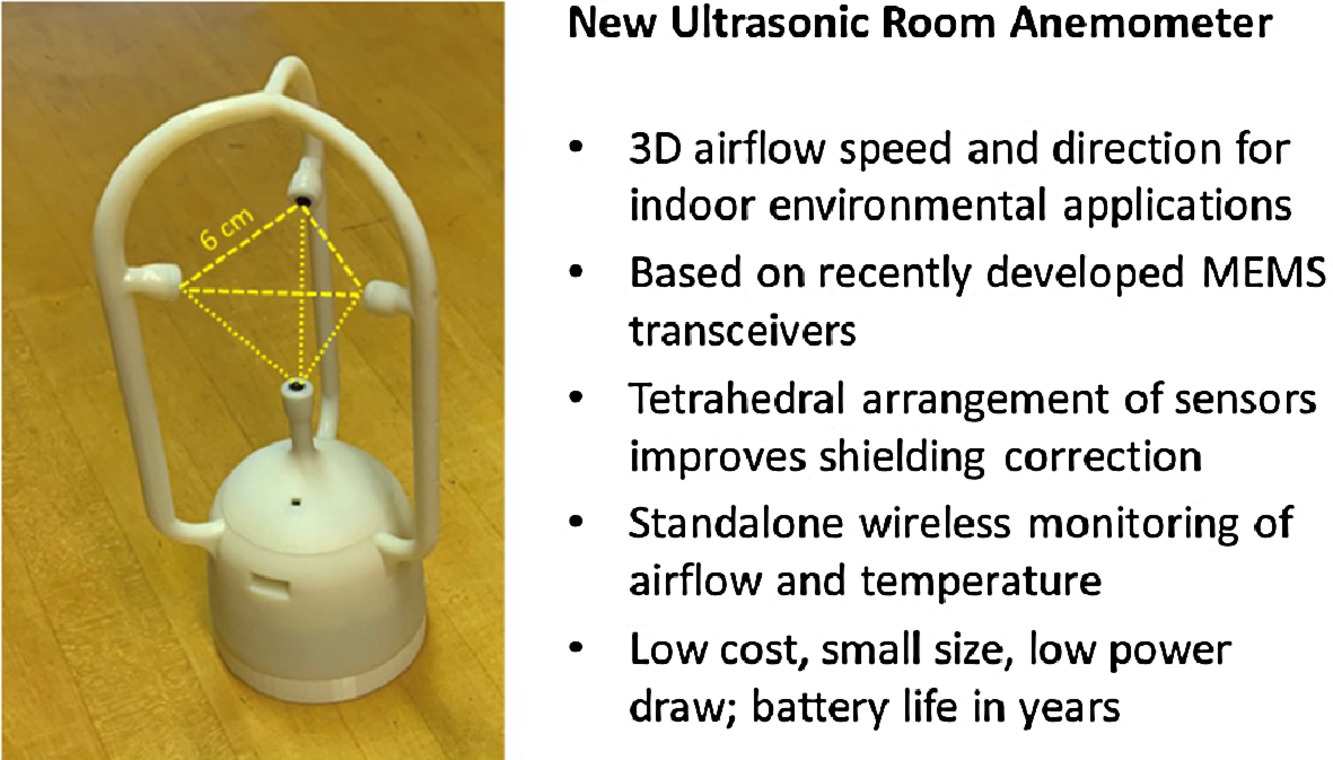 New Ultrasonic Room Anemometer
6 cm
• 3D airflow speed and direction for
indoor environmental applications
• Based on recently developed MEMS
transceivers
• Tetrahedral arrangement of sensors
improves shielding correction
• Standalone wireless monitoring of
airflow and temperature
• Low cost, small size, low power
draw; battery life in years